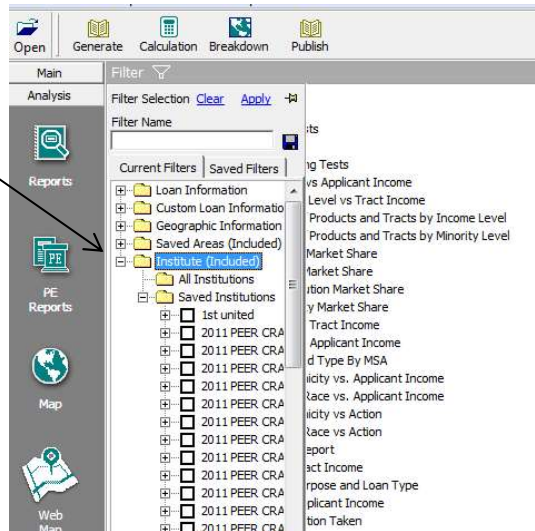 Open Generate Calculation Breakdown Publish
Main
Analysis
Reports
PE
PE
Reports
Map
Web
Map
Filter
Filter Selection Clear Apply
Filter Name
Current Filters Saved Filters
Loan Information
Custom Loan Informatio
Geographic Information
Saved Areas (Included)
Institute (Included)
All Institutions
Saved Institutions
1st united
2011 PEER CRA
2011 PEER CRA
2011 PEER CRA
2011 PEER CRA
2011 PEER CRA
2011 PEER CRA
2011 PEER CRA
2011 PEER CRA
2011 PEER CRA
2011 PEER CRA
2011 PEER CRA
2011 PEER CRA
ts
g Tests
vs Applicant Income
Level vs Tract Income
Products and Tracts by Income Level
Products and Tracts by Minority Level
Market Share
Market Share
ution Market Share
y Market Share
Tract Income
Applicant Income
d Type By MSA
icity vs. Applicant Income
Race vs. Applicant Income
icity vs Action
Race vs Action
eport
act Income
rpose and Loan Type
plicant Income
tion Taken